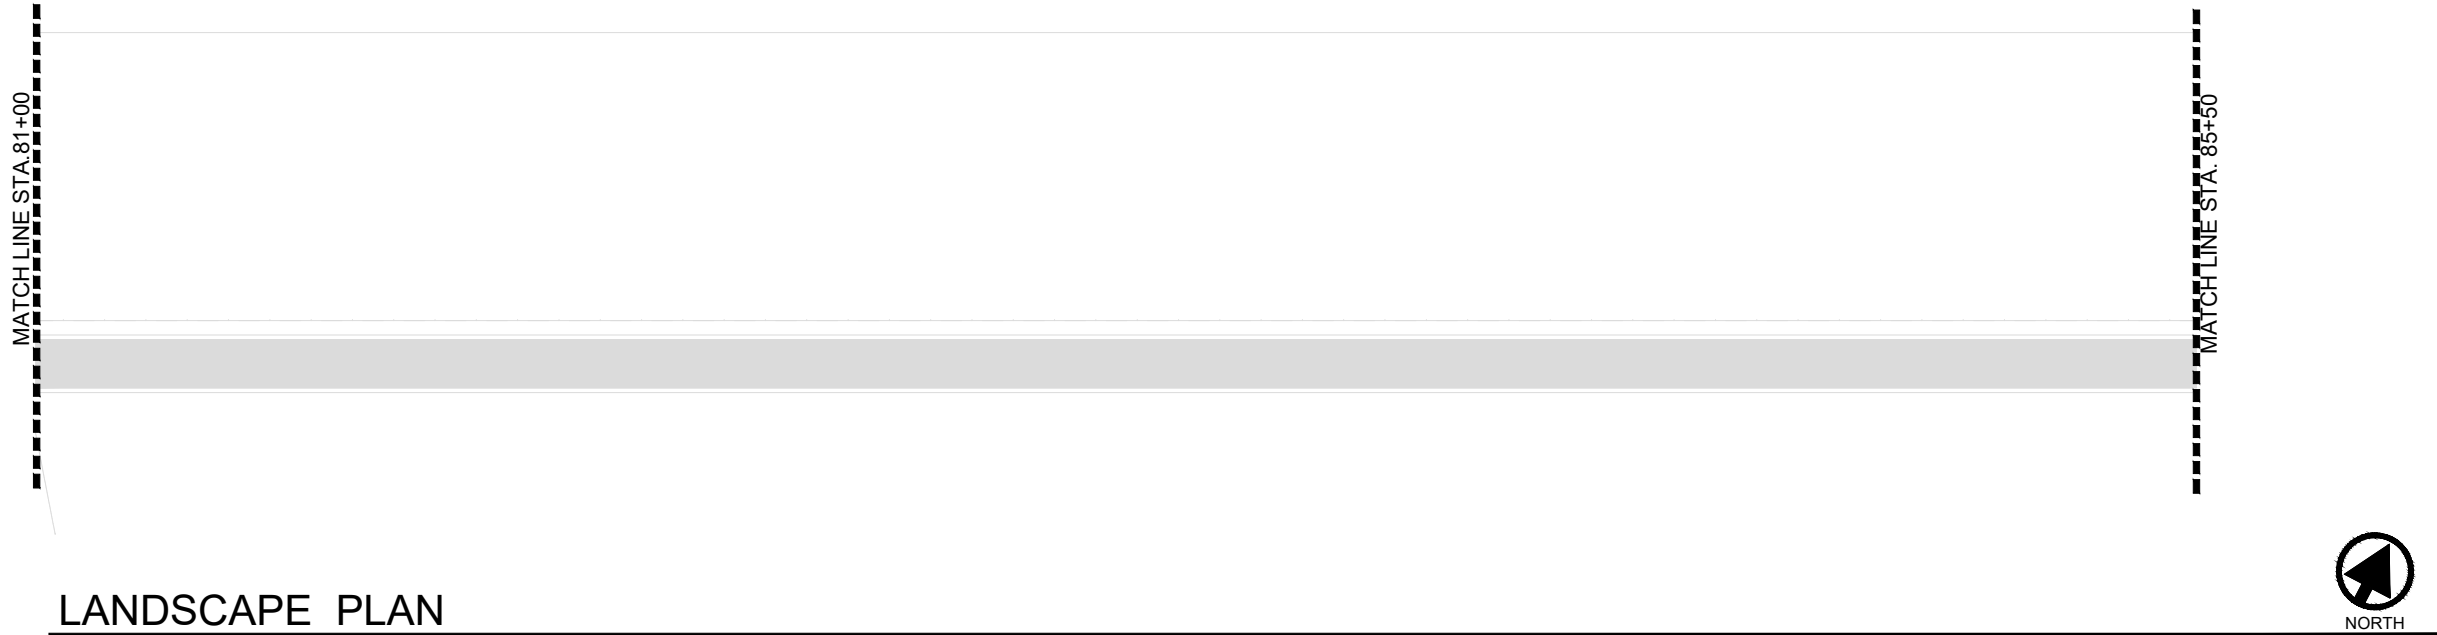 MATCH LINE STA.81+00
MATCH LINE STA. 85+50
LANDSCAPE PLAN
NORTH